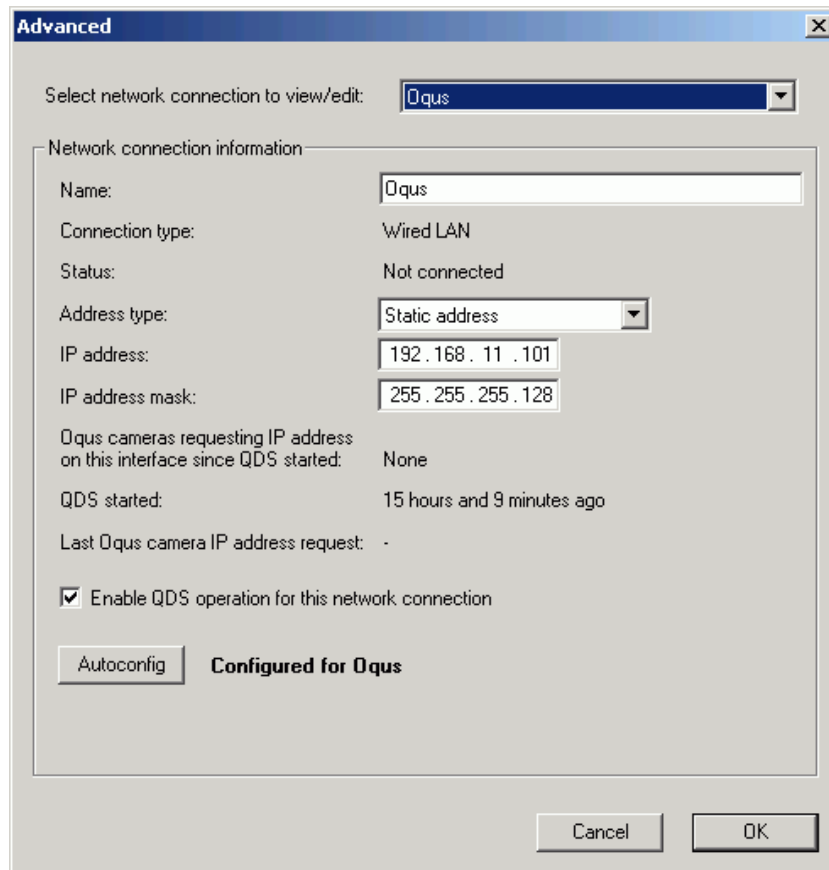 Advanced
Select network connection to view/edit: Oqus
Network connection information
Name: Oqus
Connection type: Wired LAN
Status: Not connected
Address type: Static address
IP address: 192 . 168 . 11 . 101
IP address mask: 255 . 255 . 255 . 128
Oqus cameras requesting IP address
on this interface since QDS started: None
QDS started: 15 hours and 9 minutes ago
Last Oqus camera IP address request: -
Enable QDS operation for this network connection
Autoconfig Configured for Oqus
Cancel OK